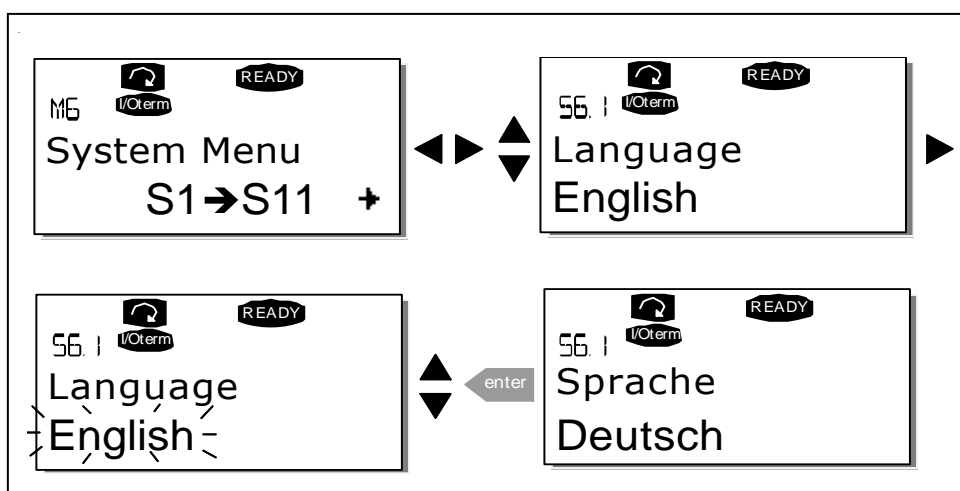 READY
M6 I/Oterm
System Menu
S1➔S11
READY
S6.1 I/Oterm
Language
English
READY
S6.1 I/Oterm
Language
English
enter
READY
S6.1 I/Oterm
Sprache
Deutsch